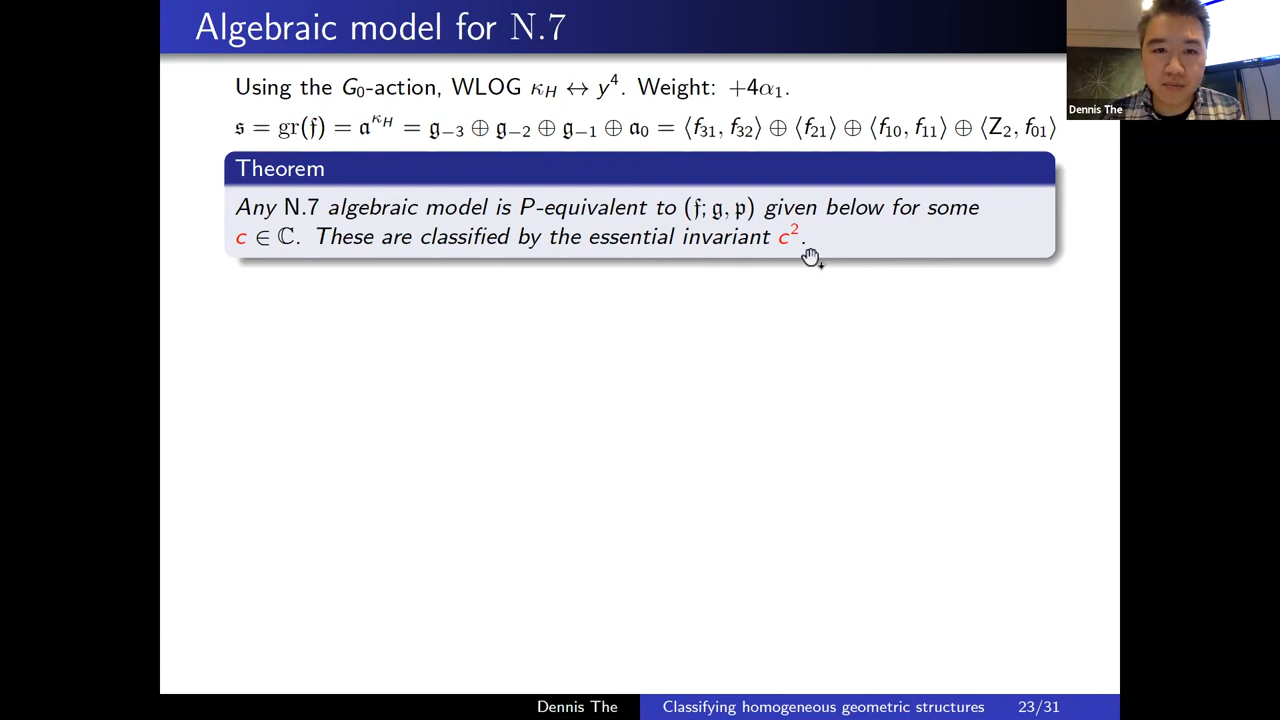 Algebraic model for N.7
Dennis The
Using the G₀-action, WLOG κ_H ↔ y⁴. Weight: +4α₁.
𝔰 = gr(𝔣) = 𝔞^{κ_H} = 𝔤₋₃ ⊕ 𝔤₋₂ ⊕ 𝔤₋₁ ⊕ 𝔞₀ = ⟨f₃₁, f₃₂⟩ ⊕ ⟨f₂₁⟩ ⊕ ⟨f₁₀, f₁₁⟩ ⊕ ⟨Z₂, f₀₁⟩
Theorem
Any N.7 algebraic model is P-equivalent to (𝔣; 𝔤, 𝔭) given below for some
c ∈ ℂ. These are classified by the essential invariant c².
Dennis The Classifying homogeneous geometric structures 23/31